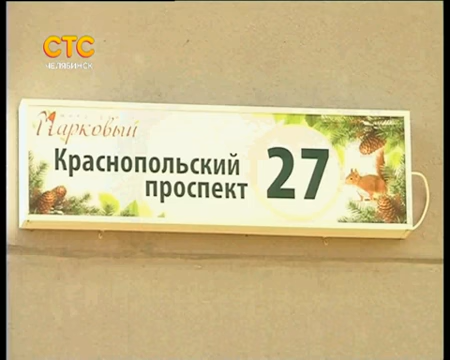 СТС
ЧЕЛЯБИНСК
Парковый
Краснопольский
проспект
27